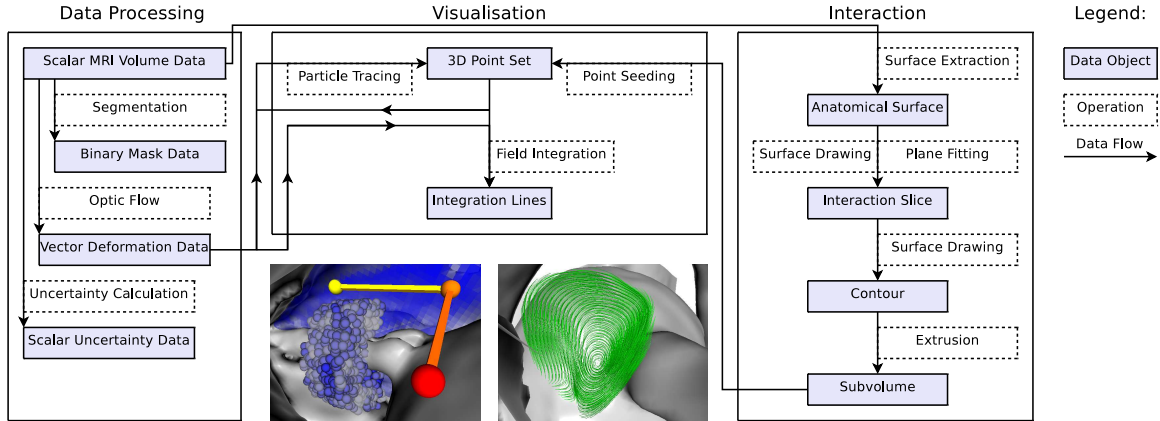 Data Processing
Scalar MRI Volume Data
Segmentation
Binary Mask Data
Optic Flow
Vector Deformation Data
Uncertainty Calculation
Scalar Uncertainty Data
Visualisation
3D Point Set
Particle Tracing
Point Seeding
Field Integration
Integration Lines
Interaction
Surface Extraction
Anatomical Surface
Surface Drawing
Plane Fitting
Interaction Slice
Surface Drawing
Contour
Extrusion
Subvolume
Legend:
Data Object
Operation
Data Flow